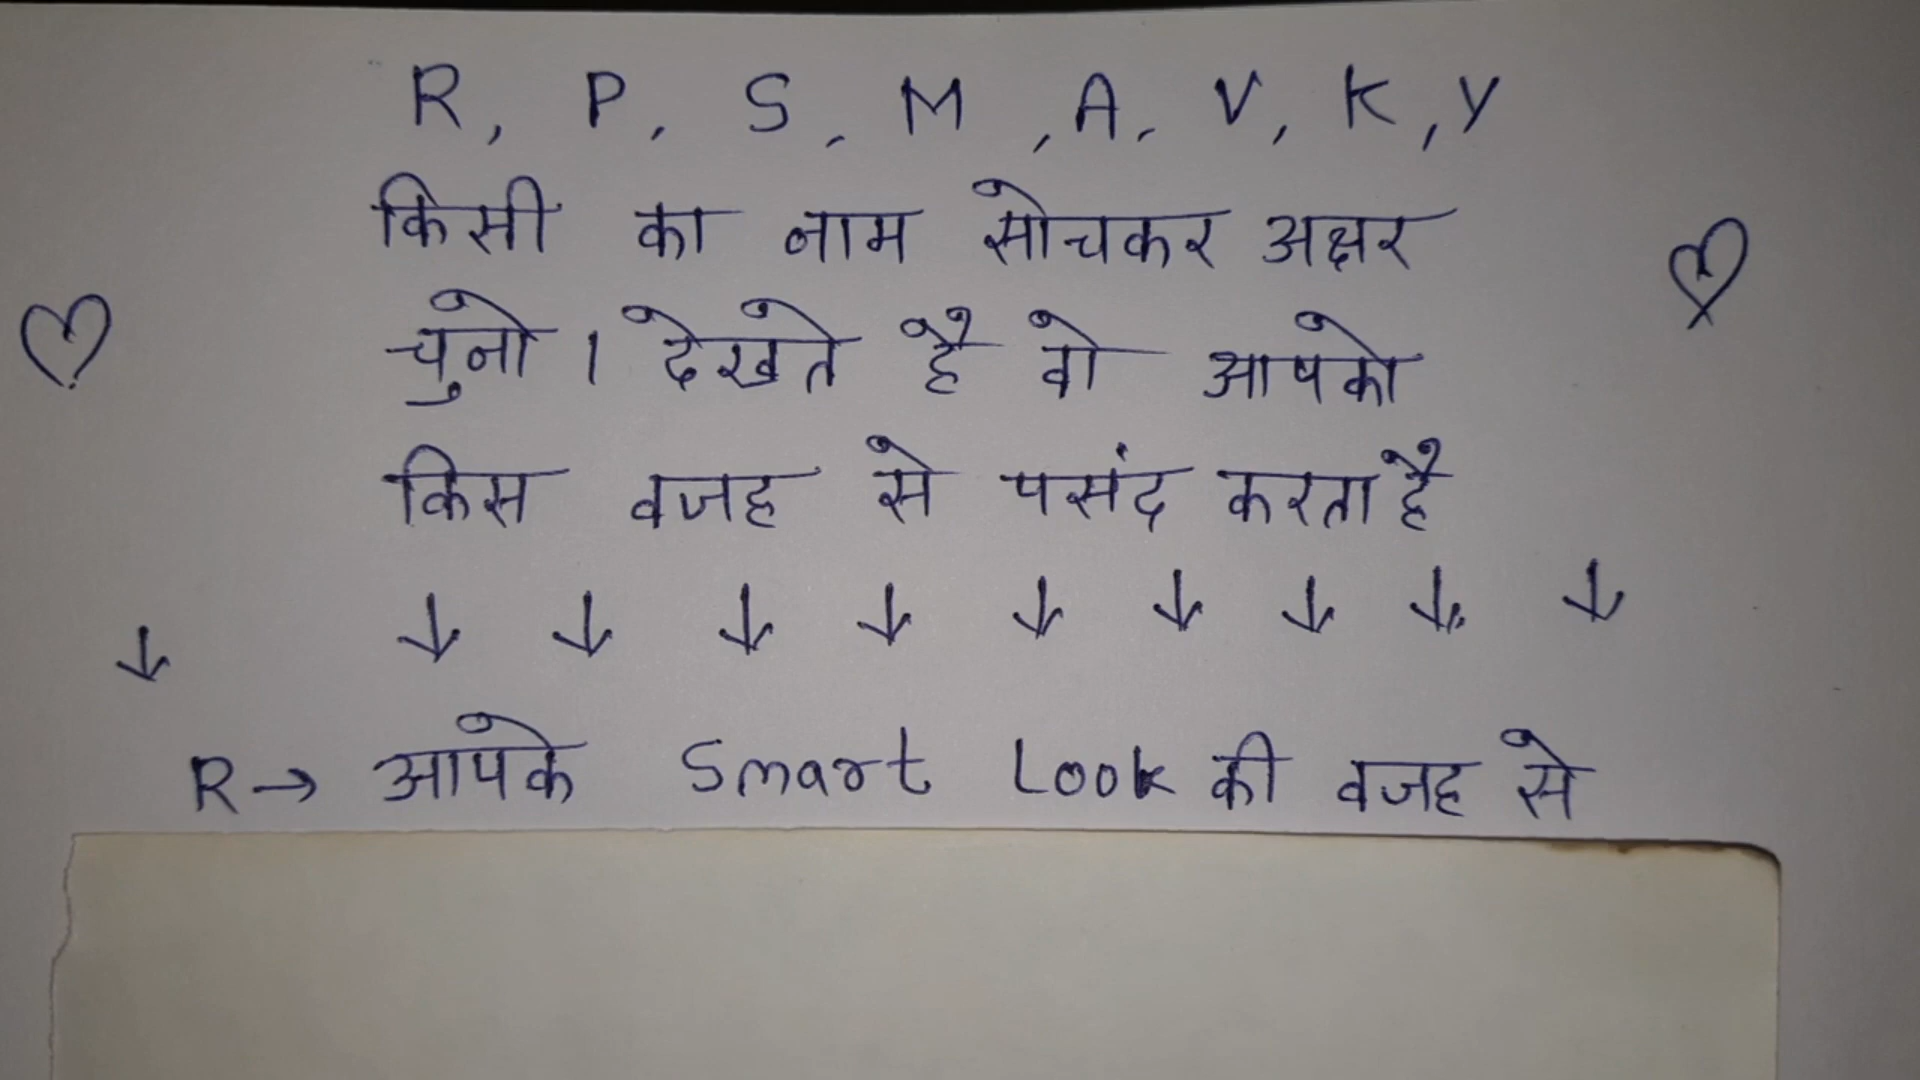 R, P, S, M, A, V, K, Y
किसी का नाम सोचकर अक्षर
चुनो । देखते है वो आपको
किस वजह से पसंद करता है
↓ ↓ ↓ ↓ ↓ ↓ ↓ ↓ ↓ ↓
R → आपके Smart Look की वजह से